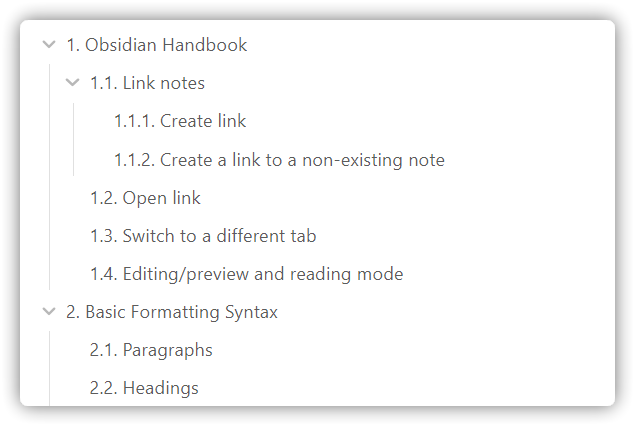 1. Obsidian Handbook
1.1. Link notes
1.1.1. Create link
1.1.2. Create a link to a non-existing note
1.2. Open link
1.3. Switch to a different tab
1.4. Editing/preview and reading mode
2. Basic Formatting Syntax
2.1. Paragraphs
2.2. Headings